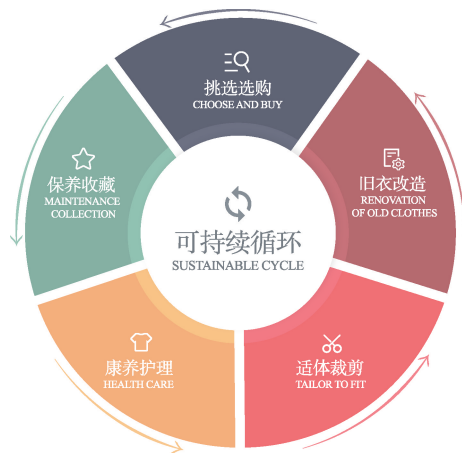 挑选选购
CHOOSE AND BUY
保养收藏
MAINTENANCE
COLLECTION
旧衣改造
RENOVATION
OF OLD CLOTHES
可持续循环
SUSTAINABLE CYCLE
康养护理
HEALTH CARE
适体裁剪
TAILOR TO FIT